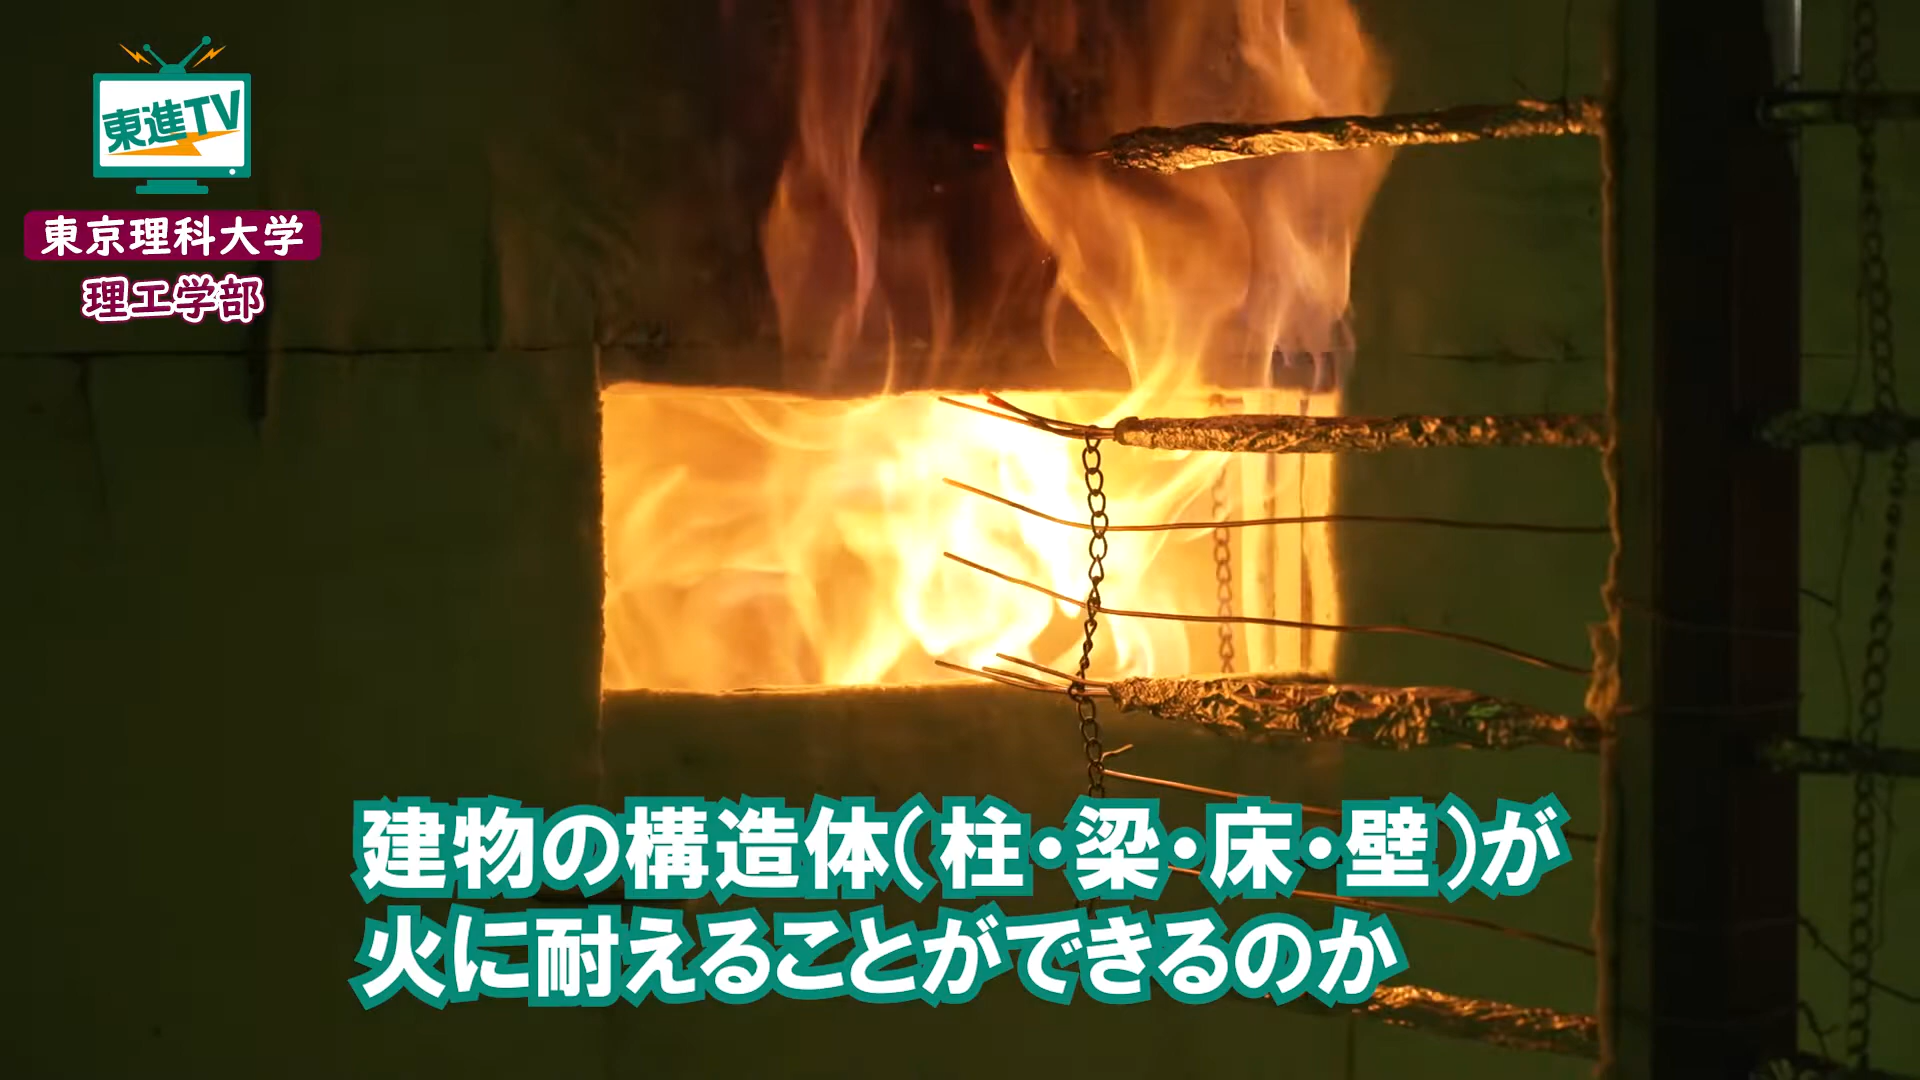 東進TV
東京理科大学
理工学部
建物の構造体(柱・梁・床・壁)が
火に耐えることができるのか